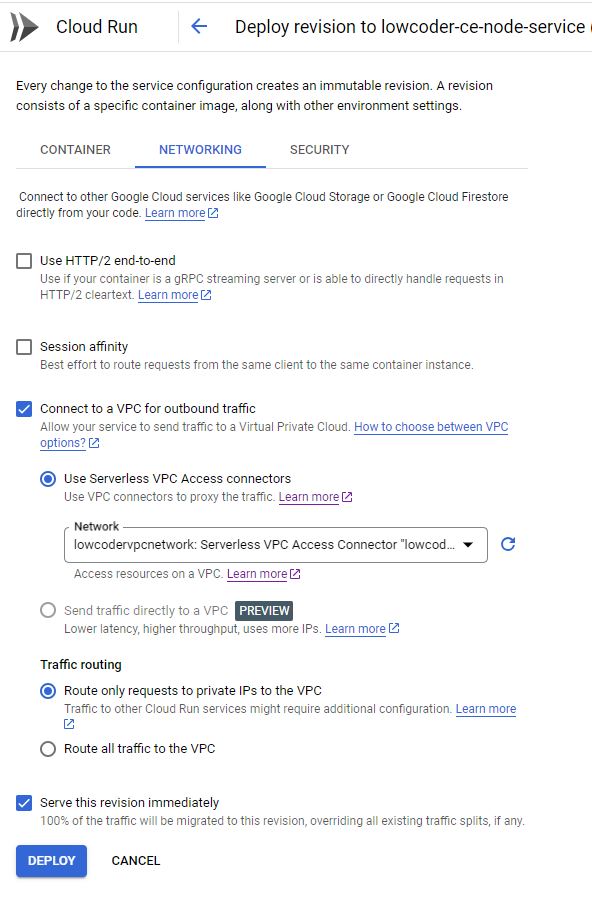 Cloud Run
Deploy revision to lowcoder-ce-node-service (
Every change to the service configuration creates an immutable revision. A revision
consists of a specific container image, along with other environment settings.
CONTAINER
NETWORKING
SECURITY
Connect to other Google Cloud services like Google Cloud Storage or Google Cloud Firestore
directly from your code. Learn more
Use HTTP/2 end-to-end
Use if your container is a gRPC streaming server or is able to directly handle requests in
HTTP/2 cleartext. Learn more
Session affinity
Best effort to route requests from the same client to the same container instance.
Connect to a VPC for outbound traffic
Allow your service to send traffic to a Virtual Private Cloud. How to choose between VPC
options?
Use Serverless VPC Access connectors
Use VPC connectors to proxy the traffic. Learn more
Network
lowcodervpcnetwork: Serverless VPC Access Connector "lowcod...
Access resources on a VPC. Learn more
Send traffic directly to a VPC PREVIEW
Lower latency, higher throughput, uses more IPs. Learn more
Traffic routing
Route only requests to private IPs to the VPC
Traffic to other Cloud Run services might require additional configuration. Learn more
Route all traffic to the VPC
Serve this revision immediately
100% of the traffic will be migrated to this revision, overriding all existing traffic splits, if any.
DEPLOY
CANCEL